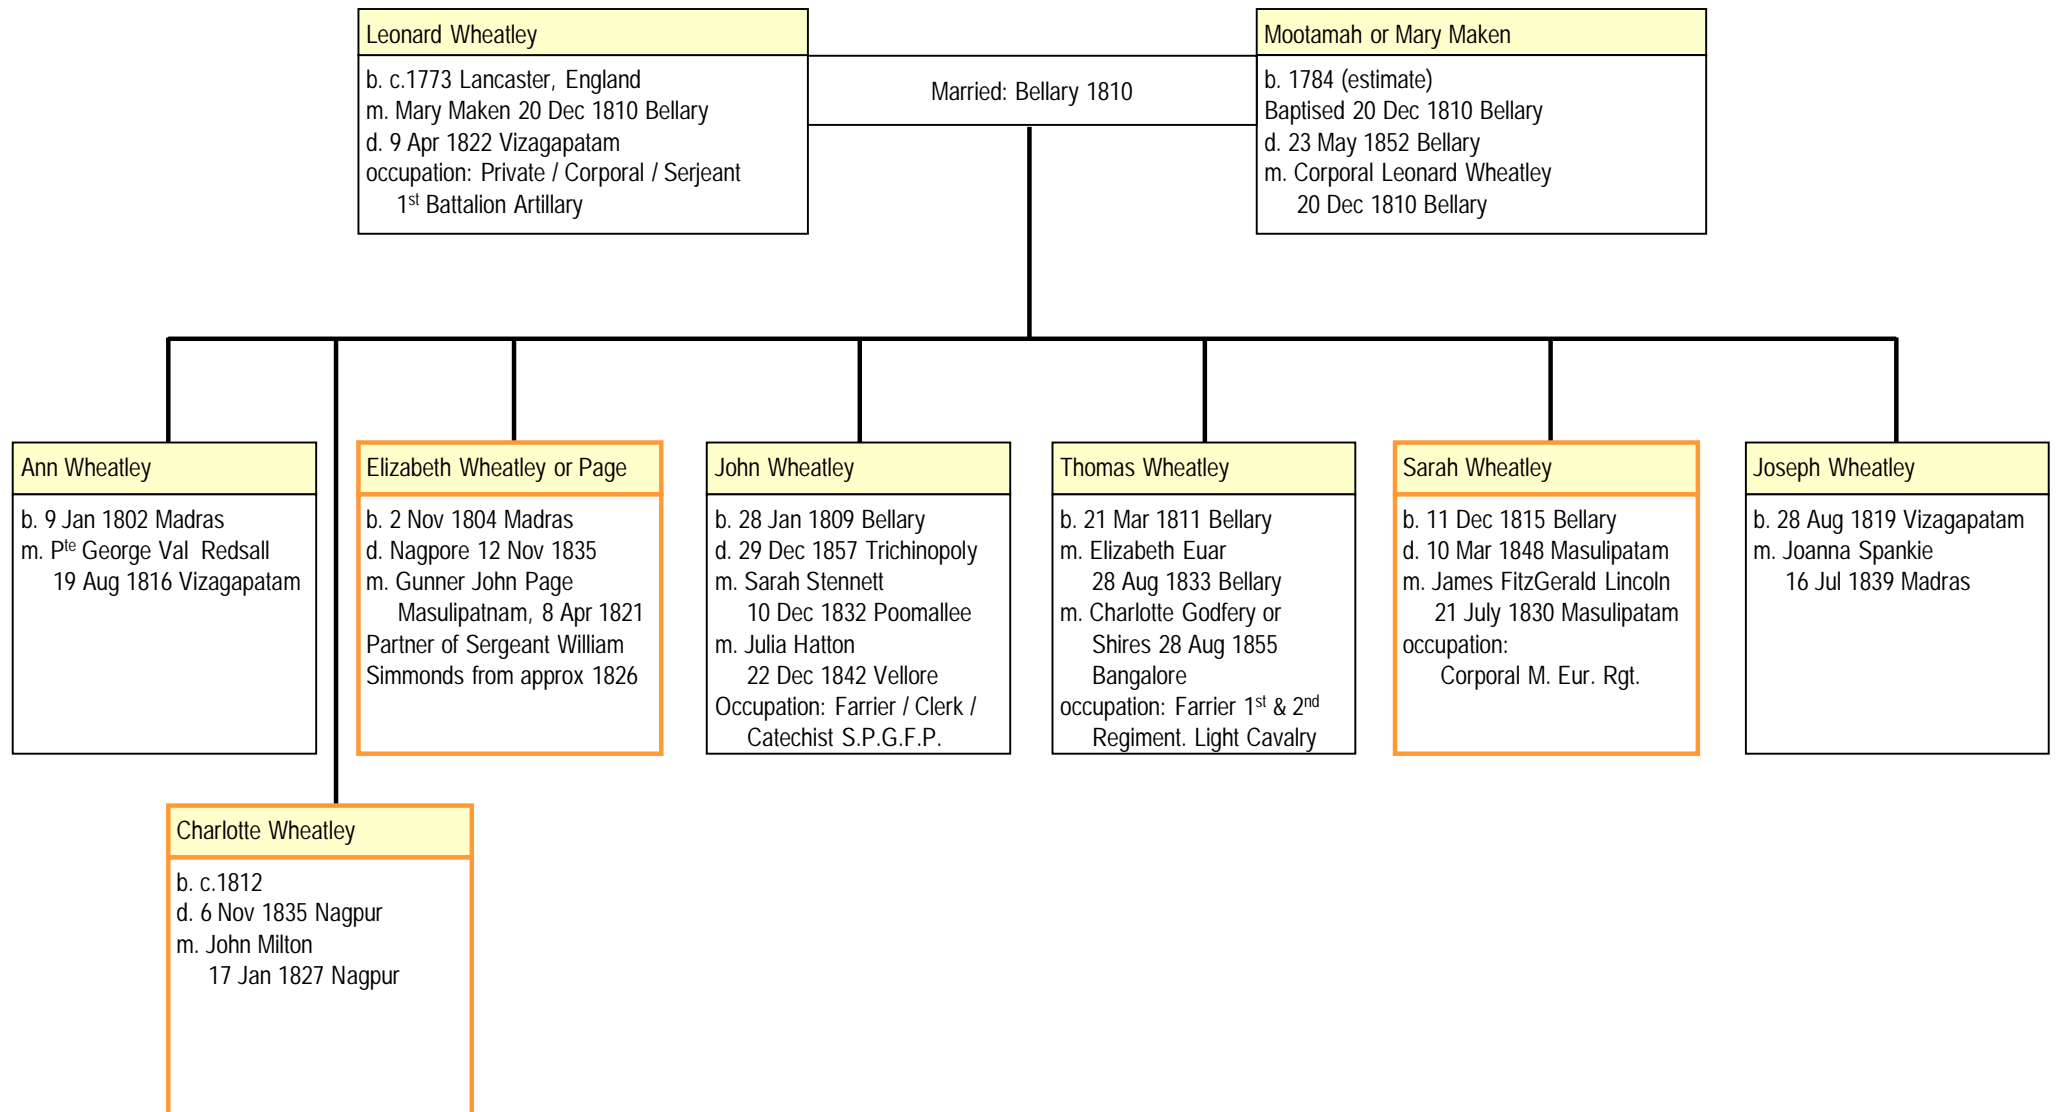 Leonard Wheatley
b. c.1773 Lancaster, England
m. Mary Maken 20 Dec 1810 Bellary
d. 9 Apr 1822 Vizagapatam
occupation: Private / Corporal / Serjeant
1st Battalion Artillary
Married: Bellary 1810
Mootamah or Mary Maken
b. 1784 (estimate)
Baptised 20 Dec 1810 Bellary
d. 23 May 1852 Bellary
m. Corporal Leonard Wheatley
20 Dec 1810 Bellary
Ann Wheatley
b. 9 Jan 1802 Madras
m. Pte George Val Redsall
19 Aug 1816 Vizagapatam
Elizabeth Wheatley or Page
b. 2 Nov 1804 Madras
d. Nagpore 12 Nov 1835
m. Gunner John Page
Masulipatnam, 8 Apr 1821
Partner of Sergeant William
Simmonds from approx 1826
John Wheatley
b. 28 Jan 1809 Bellary
d. 29 Dec 1857 Trichinopoly
m. Sarah Stennett
10 Dec 1832 Poomallee
m. Julia Hatton
22 Dec 1842 Vellore
Occupation: Farrier / Clerk /
Catechist S.P.G.F.P.
Thomas Wheatley
b. 21 Mar 1811 Bellary
m. Elizabeth Euar
28 Aug 1833 Bellary
m. Charlotte Godfery or
Shires 28 Aug 1855
Bangalore
occupation: Farrier 1st & 2nd
Regiment. Light Cavalry
Sarah Wheatley
b. 11 Dec 1815 Bellary
d. 10 Mar 1848 Masulipatam
m. James FitzGerald Lincoln
21 July 1830 Masulipatam
occupation:
Corporal M. Eur. Rgt.
Joseph Wheatley
b. 28 Aug 1819 Vizagapatam
m. Joanna Spankie
16 Jul 1839 Madras
Charlotte Wheatley
b. c.1812
d. 6 Nov 1835 Nagpur
m. John Milton
17 Jan 1827 Nagpur